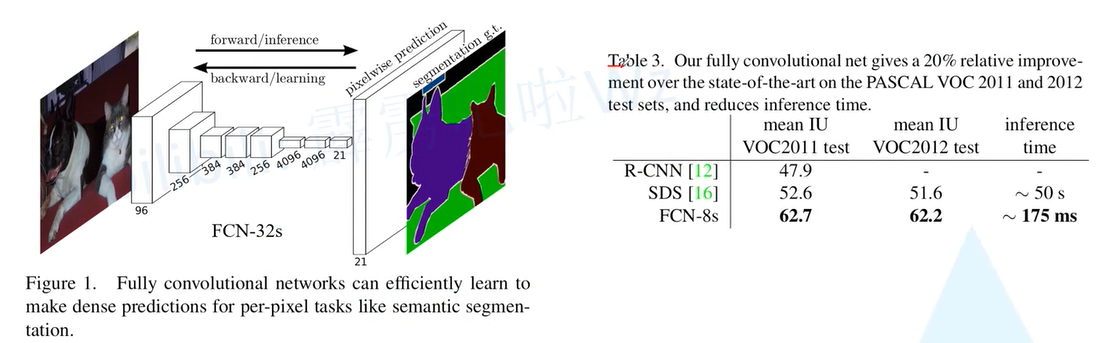 forward/inference
backward/learning
pixelwise prediction
segmentation g.t.
96
256
384
384
256
4096
4096
21
21
FCN-32s
Figure 1. Fully convolutional networks can efficiently learn to
make dense predictions for per-pixel tasks like semantic segmen-
tation.
Table 3. Our fully convolutional net gives a 20% relative improve-
ment over the state-of-the-art on the PASCAL VOC 2011 and 2012
test sets, and reduces inference time.
mean IU mean IU inference
VOC2011 test VOC2012 test time
R-CNN [12] 47.9 - -
SDS [16] 52.6 51.6 ∼ 50 s
FCN-8s 62.7 62.2 ∼ 175 ms